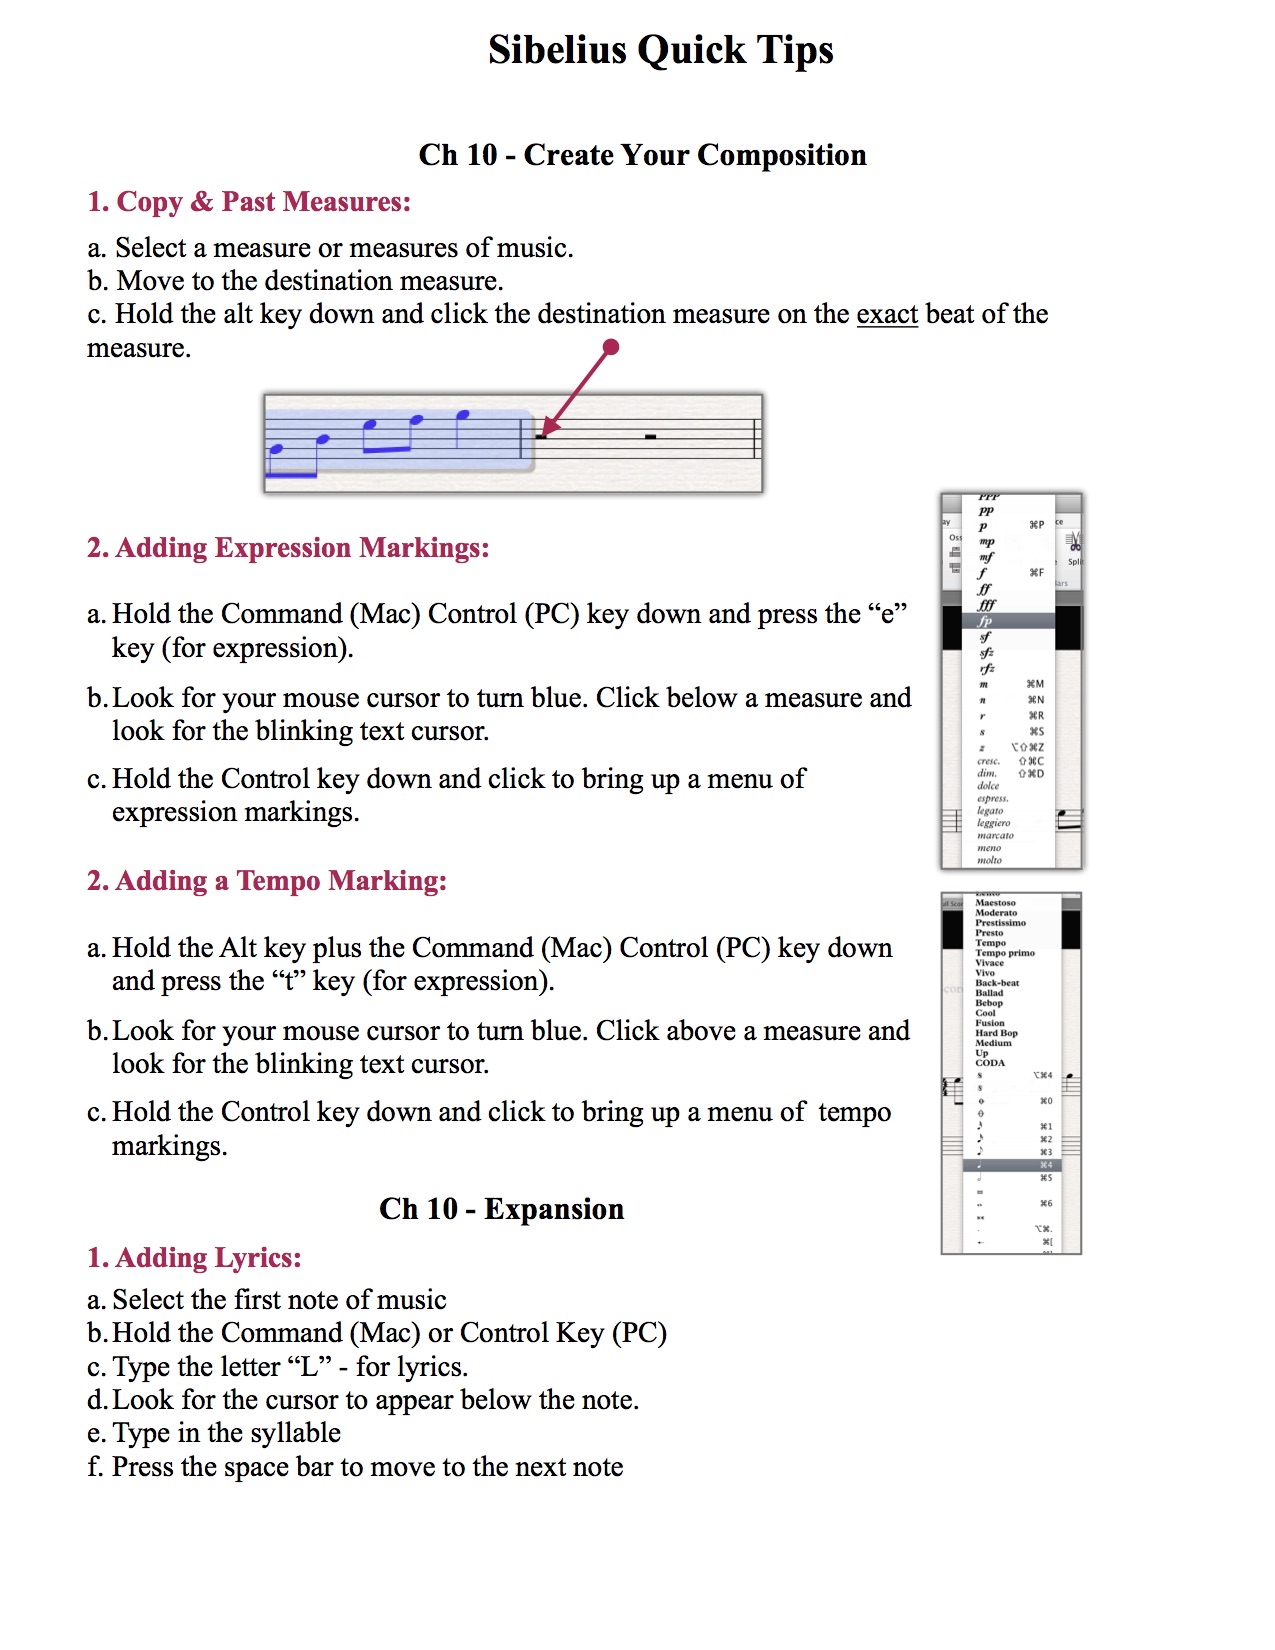 Sibelius Quick Tips
Ch 10 - Create Your Composition
1. Copy & Past Measures:
a. Select a measure or measures of music.
b. Move to the destination measure.
c. Hold the alt key down and click the destination measure on the exact beat of the
measure.
2. Adding Expression Markings:
a. Hold the Command (Mac) Control (PC) key down and press the “e”
key (for expression).
b. Look for your mouse cursor to turn blue. Click below a measure and
look for the blinking text cursor.
c. Hold the Control key down and click to bring up a menu of
expression markings.
ppp
pp
p ⌘P
mp
mf
f ⌘F
ff
fff
fp
sf
sfz
rfz
m ⌘M
n ⌘N
r ⌘R
s ⌘S
z ⌥⇧⌘Z
cresc. ⇧⌘C
dim. ⇧⌘D
dolce
espress.
legato
leggiero
marcato
meno
molto
2. Adding a Tempo Marking:
a. Hold the Alt key plus the Command (Mac) Control (PC) key down
and press the “t” key (for expression).
b. Look for your mouse cursor to turn blue. Click above a measure and
look for the blinking text cursor.
c. Hold the Control key down and click to bring up a menu of  tempo
markings.
Lento
Maestoso
Moderato
Prestissimo
Presto
Tempo
Tempo primo
Vivace
Vivo
Back-beat
Ballad
Bebop
Cool
Fusion
Hard Bop
Medium
Up
CODA
⌥⌘4
⌘0
⌘1
⌘2
⌘3
⌘4
⌘5
⌘6
⌥⌘.
⌘[
Ch 10 - Expansion
1. Adding Lyrics:
a. Select the first note of music
b. Hold the Command (Mac) or Control Key (PC)
c. Type the letter “L” - for lyrics.
d. Look for the cursor to appear below the note.
e. Type in the syllable
f. Press the space bar to move to the next note